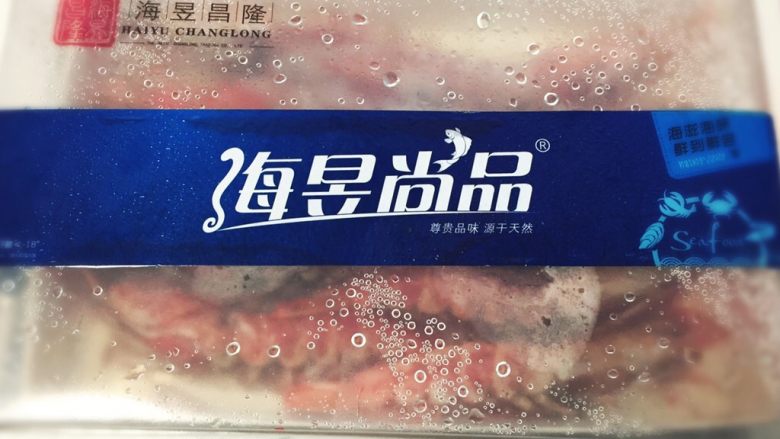 海昱昌隆
HAIYU CHANGLONG
海昱尚品®
尊贵品味 源于天然
-18°
Seafood